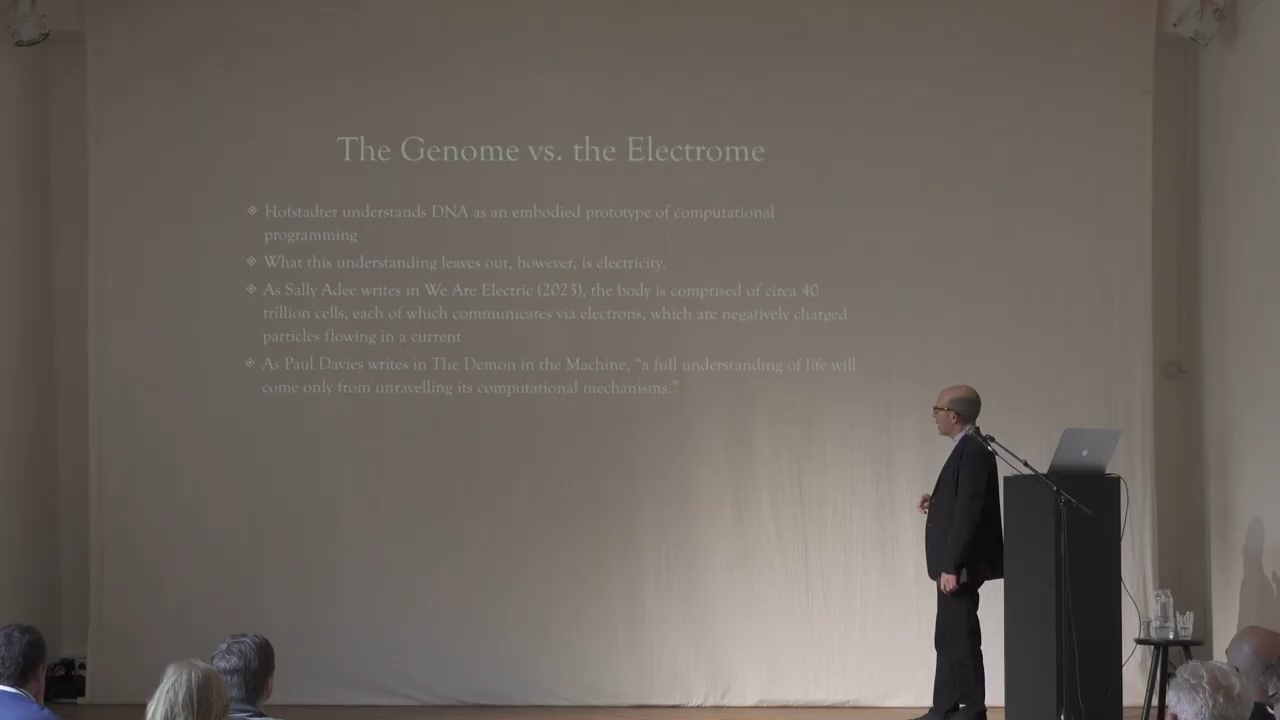 The Genome vs. the Electrome
Hofstadter understands DNA as an embodied prototype of computational
programming
What this understanding leaves out, however, is electricity.
As Sally Adee writes in We Are Electric (2023), the body is comprised of circa 40
trillion cells, each of which communicates via electrons, which are negatively charged
particles flowing in a current
As Paul Davies writes in The Demon in the Machine, “a full understanding of life will
come only from unravelling its computational mechanisms.”